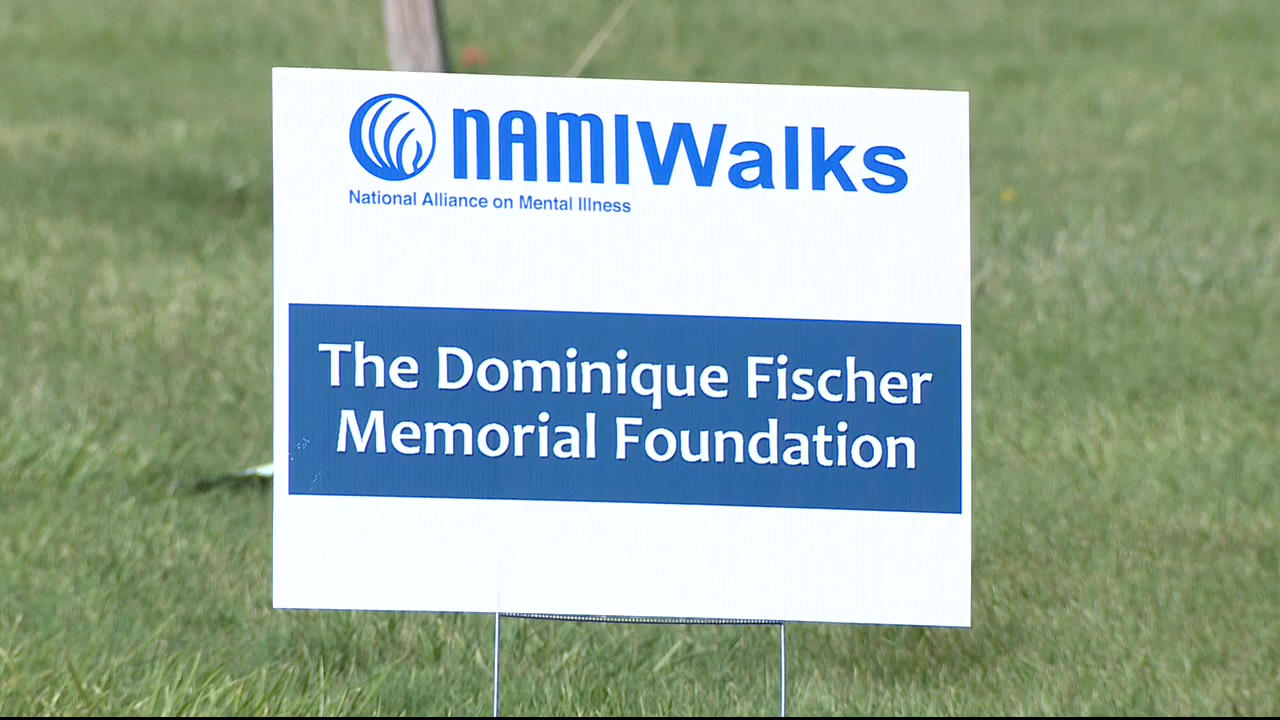 NAMIWalks
National Alliance on Mental Illness
The Dominique Fischer
Memorial Foundation